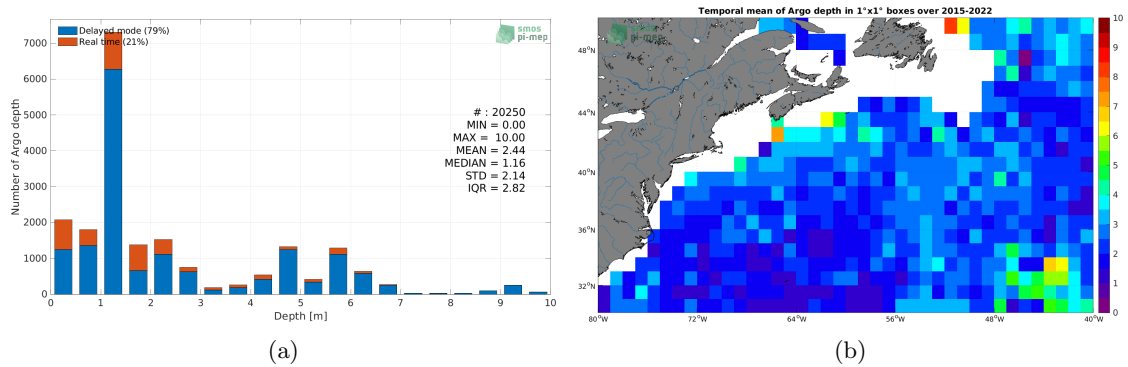 Delayed mode (79%)
Real time (21%)
smos
pi-mep
Number of Argo depth
7000
6000
5000
4000
3000
2000
1000
0
# : 20250
MIN = 0.00
MAX = 10.00
MEAN = 2.44
MEDIAN = 1.16
STD = 2.14
IQR = 2.82
0 1 2 3 4 5 6 7 8 9 10
Depth [m]
(a)
Temporal mean of Argo depth in 1°x1° boxes over 2015-2022
smos
pi-mep
48°N
44°N
40°N
36°N
32°N
80°W 72°W 64°W 56°W 48°W 40°W
10
9
8
7
6
5
4
3
2
1
0
(b)